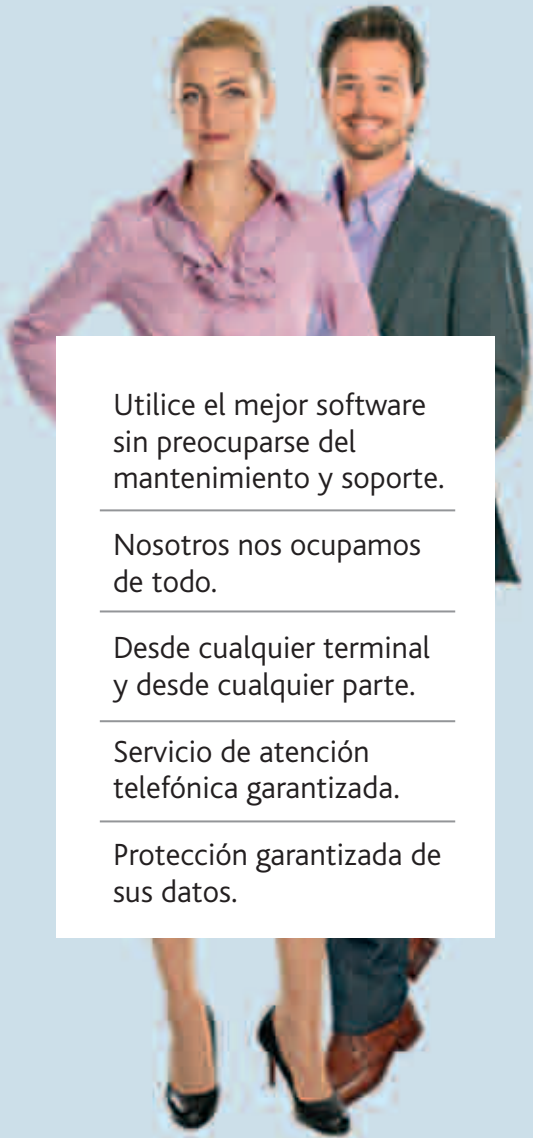 Utilice el mejor software
sin preocuparse del
mantenimiento y soporte.
Nosotros nos ocupamos
de todo.
Desde cualquier terminal
y desde cualquier parte.
Servicio de atención
telefónica garantizada.
Protección garantizada de
sus datos.